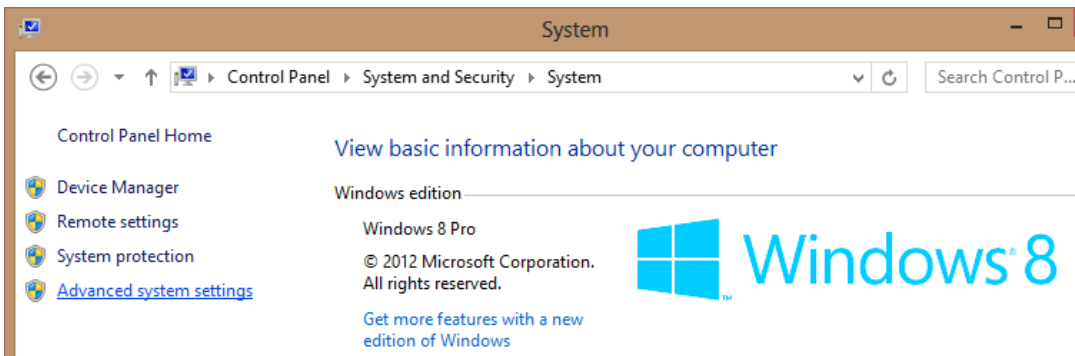 System
Control Panel System and Security System
Search Control P...
Control Panel Home
Device Manager
Remote settings
System protection
Advanced system settings
View basic information about your computer
Windows edition
Windows 8 Pro
© 2012 Microsoft Corporation.
All rights reserved.
Get more features with a new
edition of Windows
Windows® 8
TM